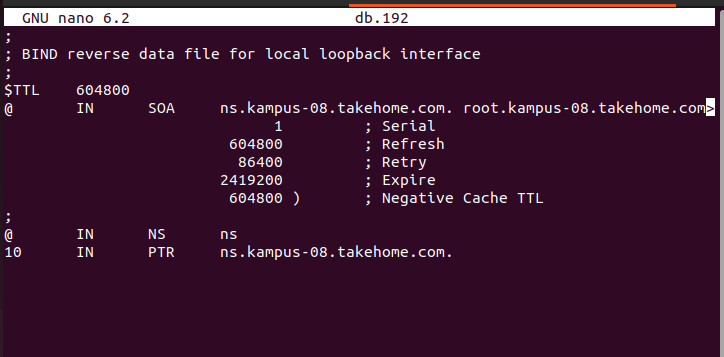 GNU nano 6.2 db.192
;
; BIND reverse data file for local loopback interface
;
$TTL 604800
@ IN SOA ns.kampus-08.takehome.com. root.kampus-08.takehome.com>
1 ; Serial
604800 ; Refresh
86400 ; Retry
2419200 ; Expire
604800 ) ; Negative Cache TTL
;
@ IN NS ns
10 IN PTR ns.kampus-08.takehome.com.